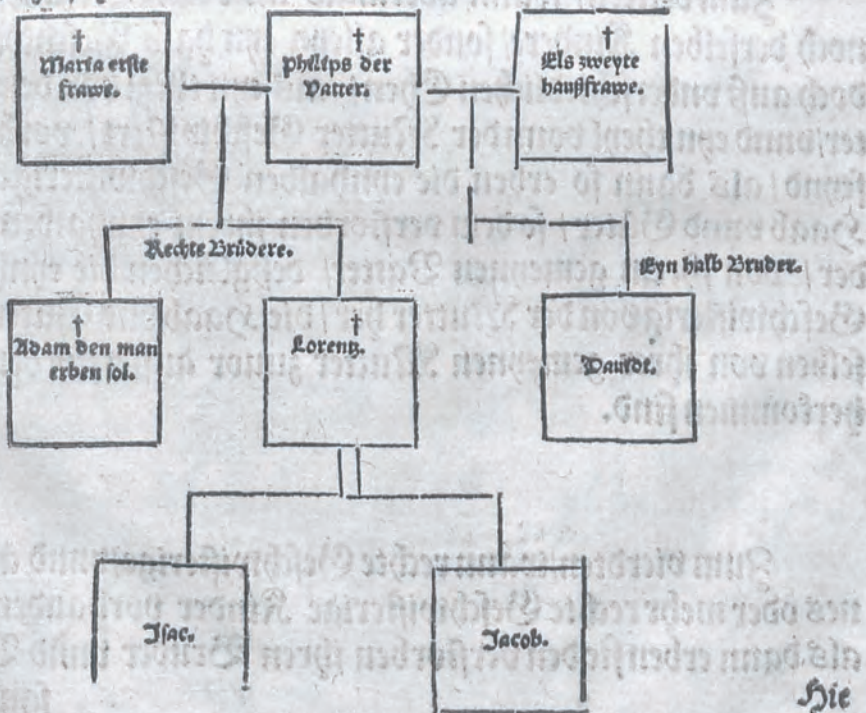 †
Maria erste
frawe.
†
Philips der
Vatter.
†
Els zweyte
haußfrawe.
Rechte Brüdere.
Eyn halb Bruder.
†
Adam den man
erben sol.
†
Lorentz.
Dauidt.
Isac.
Jacob.
Hie